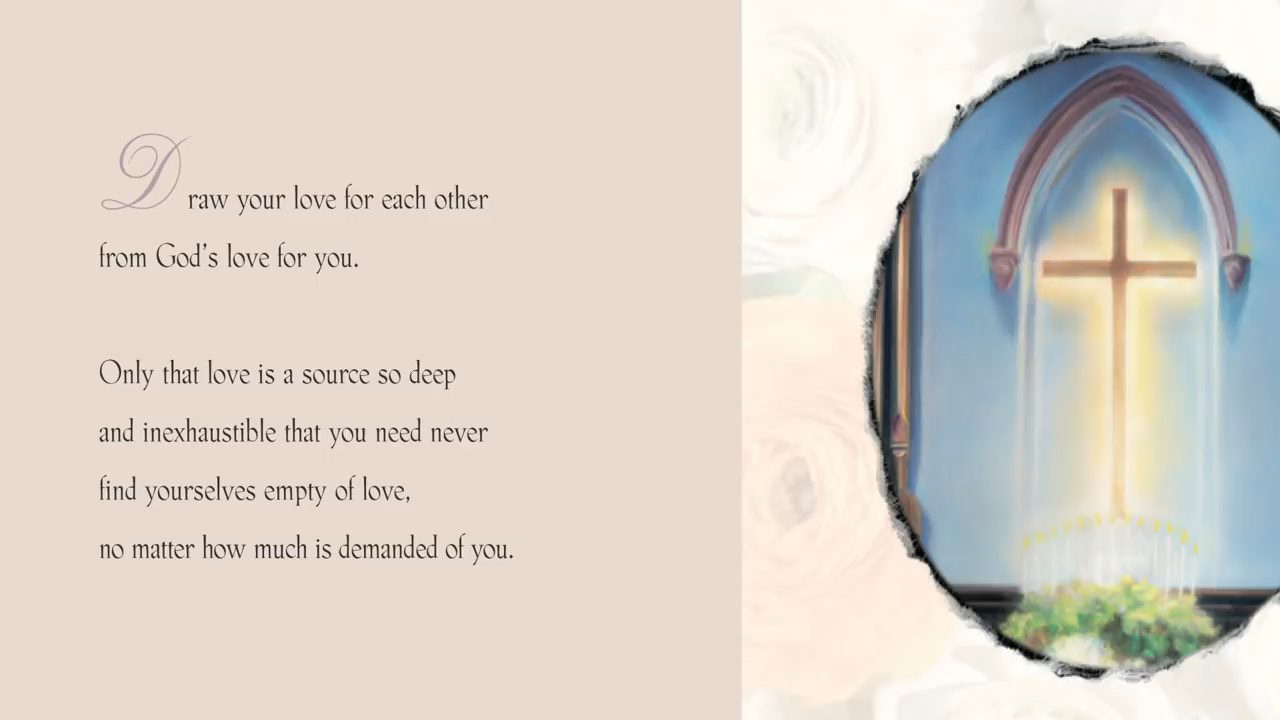 Draw your love for each other
from God’s love for you.
Only that love is a source so deep
and inexhaustible that you need never
find yourselves empty of love,
no matter how much is demanded of you.